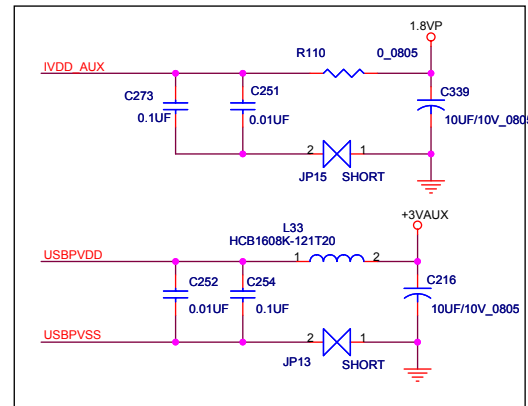 1.8VP
R110 0_0805
IVDD_AUX
C273
0.1UF
C251
0.01UF
C339
10UF/10V_0805
2 1
JP15 SHORT
+3VAUX
L33
HCB1608K-121T20
USBPVDD
1 2
C252
0.01UF
C254
0.1UF
C216
10UF/10V_0805
USBPVSS
2 1
JP13 SHORT